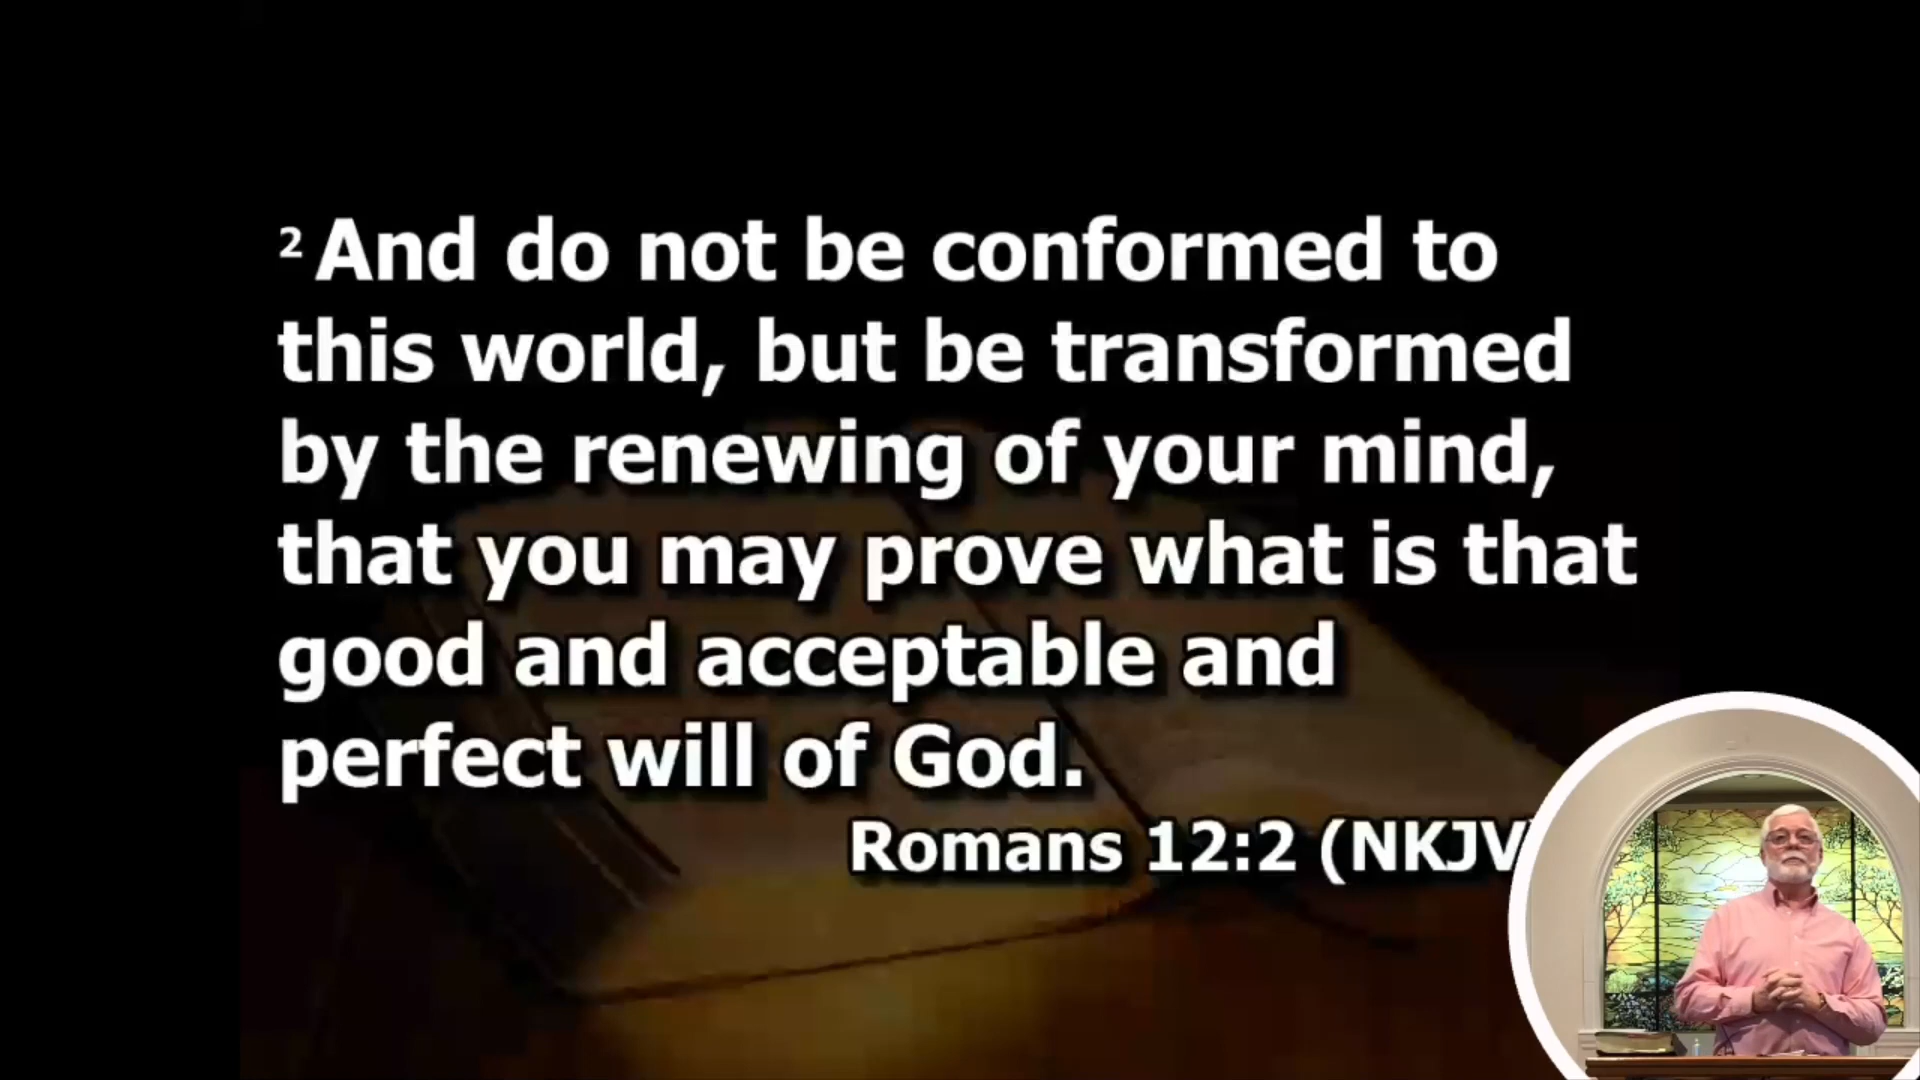 2 And do not be conformed to
this world, but be transformed
by the renewing of your mind,
that you may prove what is that
good and acceptable and
perfect will of God.
Romans 12:2 (NKJV